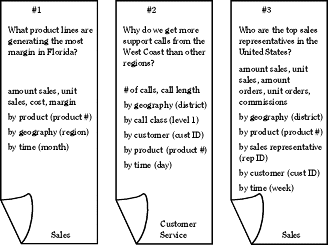 #1
What product lines are
generating the most
margin in Florida?
amount sales, unit
sales, cost, margin
by product (product #)
by geography (region)
by time (month)
Sales
#2
Why do we get more
support calls from the
West Coast than other
regions?
# of calls, call length
by geography (district)
by call class (level 1)
by customer (cust ID)
by product (product #)
by time (day)
Customer
Service
#3
Who are the top sales
representatives in the
United States?
amount sales, unit
sales, amount
orders, unit orders,
commissions
by geography (district)
by product (product #)
by sales representative
(rep ID)
by customer (cust ID)
by time (week)
Sales